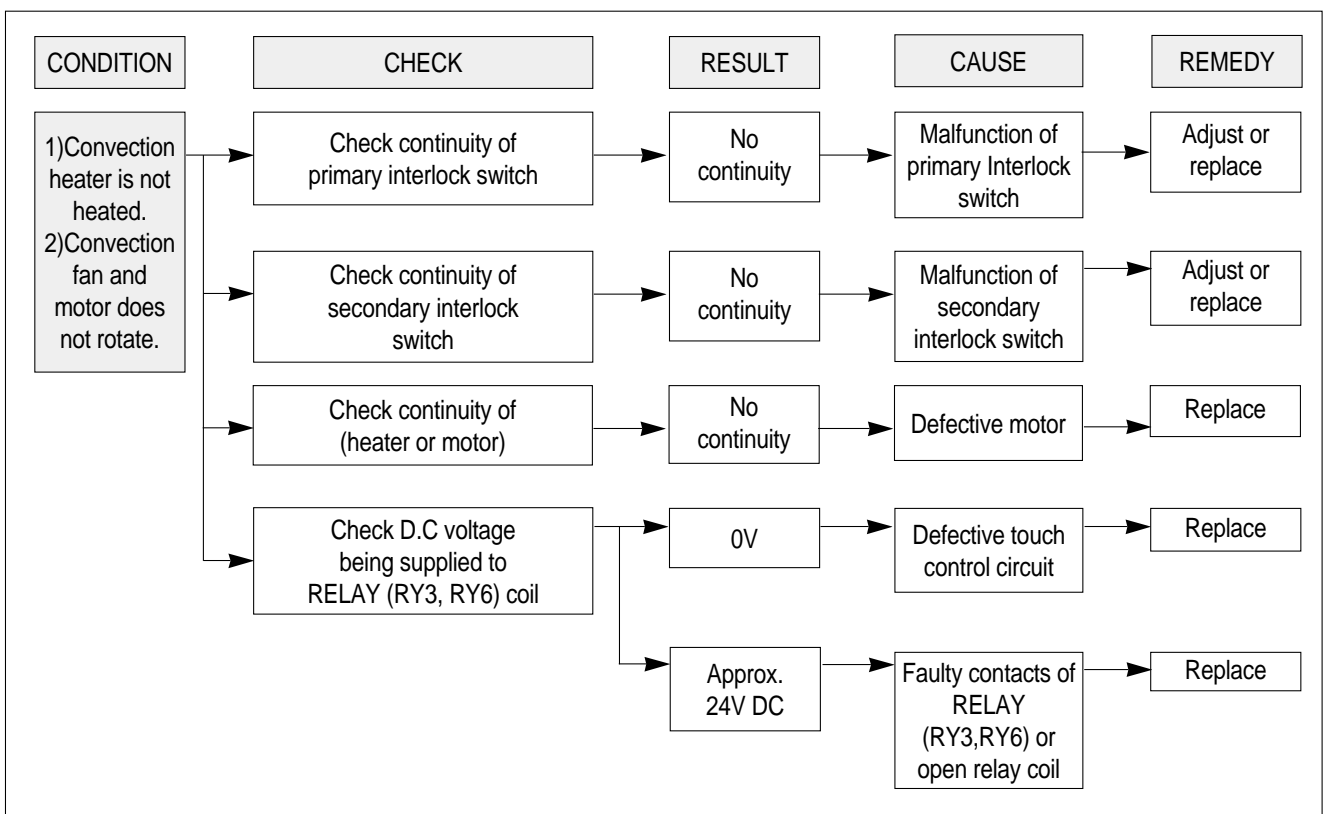 CONDITION
CHECK
RESULT
CAUSE
REMEDY
1)Convection
heater is not
heated.
2)Convection
fan and
motor does
not rotate.
Check continuity of
primary interlock switch
No
continuity
Malfunction of
primary Interlock
switch
Adjust or
replace
Check continuity of
secondary interlock
switch
No
continuity
Malfunction of
secondary
interlock switch
Adjust or
replace
Check continuity of
(heater or motor)
No
continuity
Defective motor
Replace
Check D.C voltage
being supplied to
RELAY (RY3, RY6) coil
0V
Defective touch
control circuit
Replace
Approx.
24V DC
Faulty contacts of
RELAY
(RY3,RY6) or
open relay coil
Replace